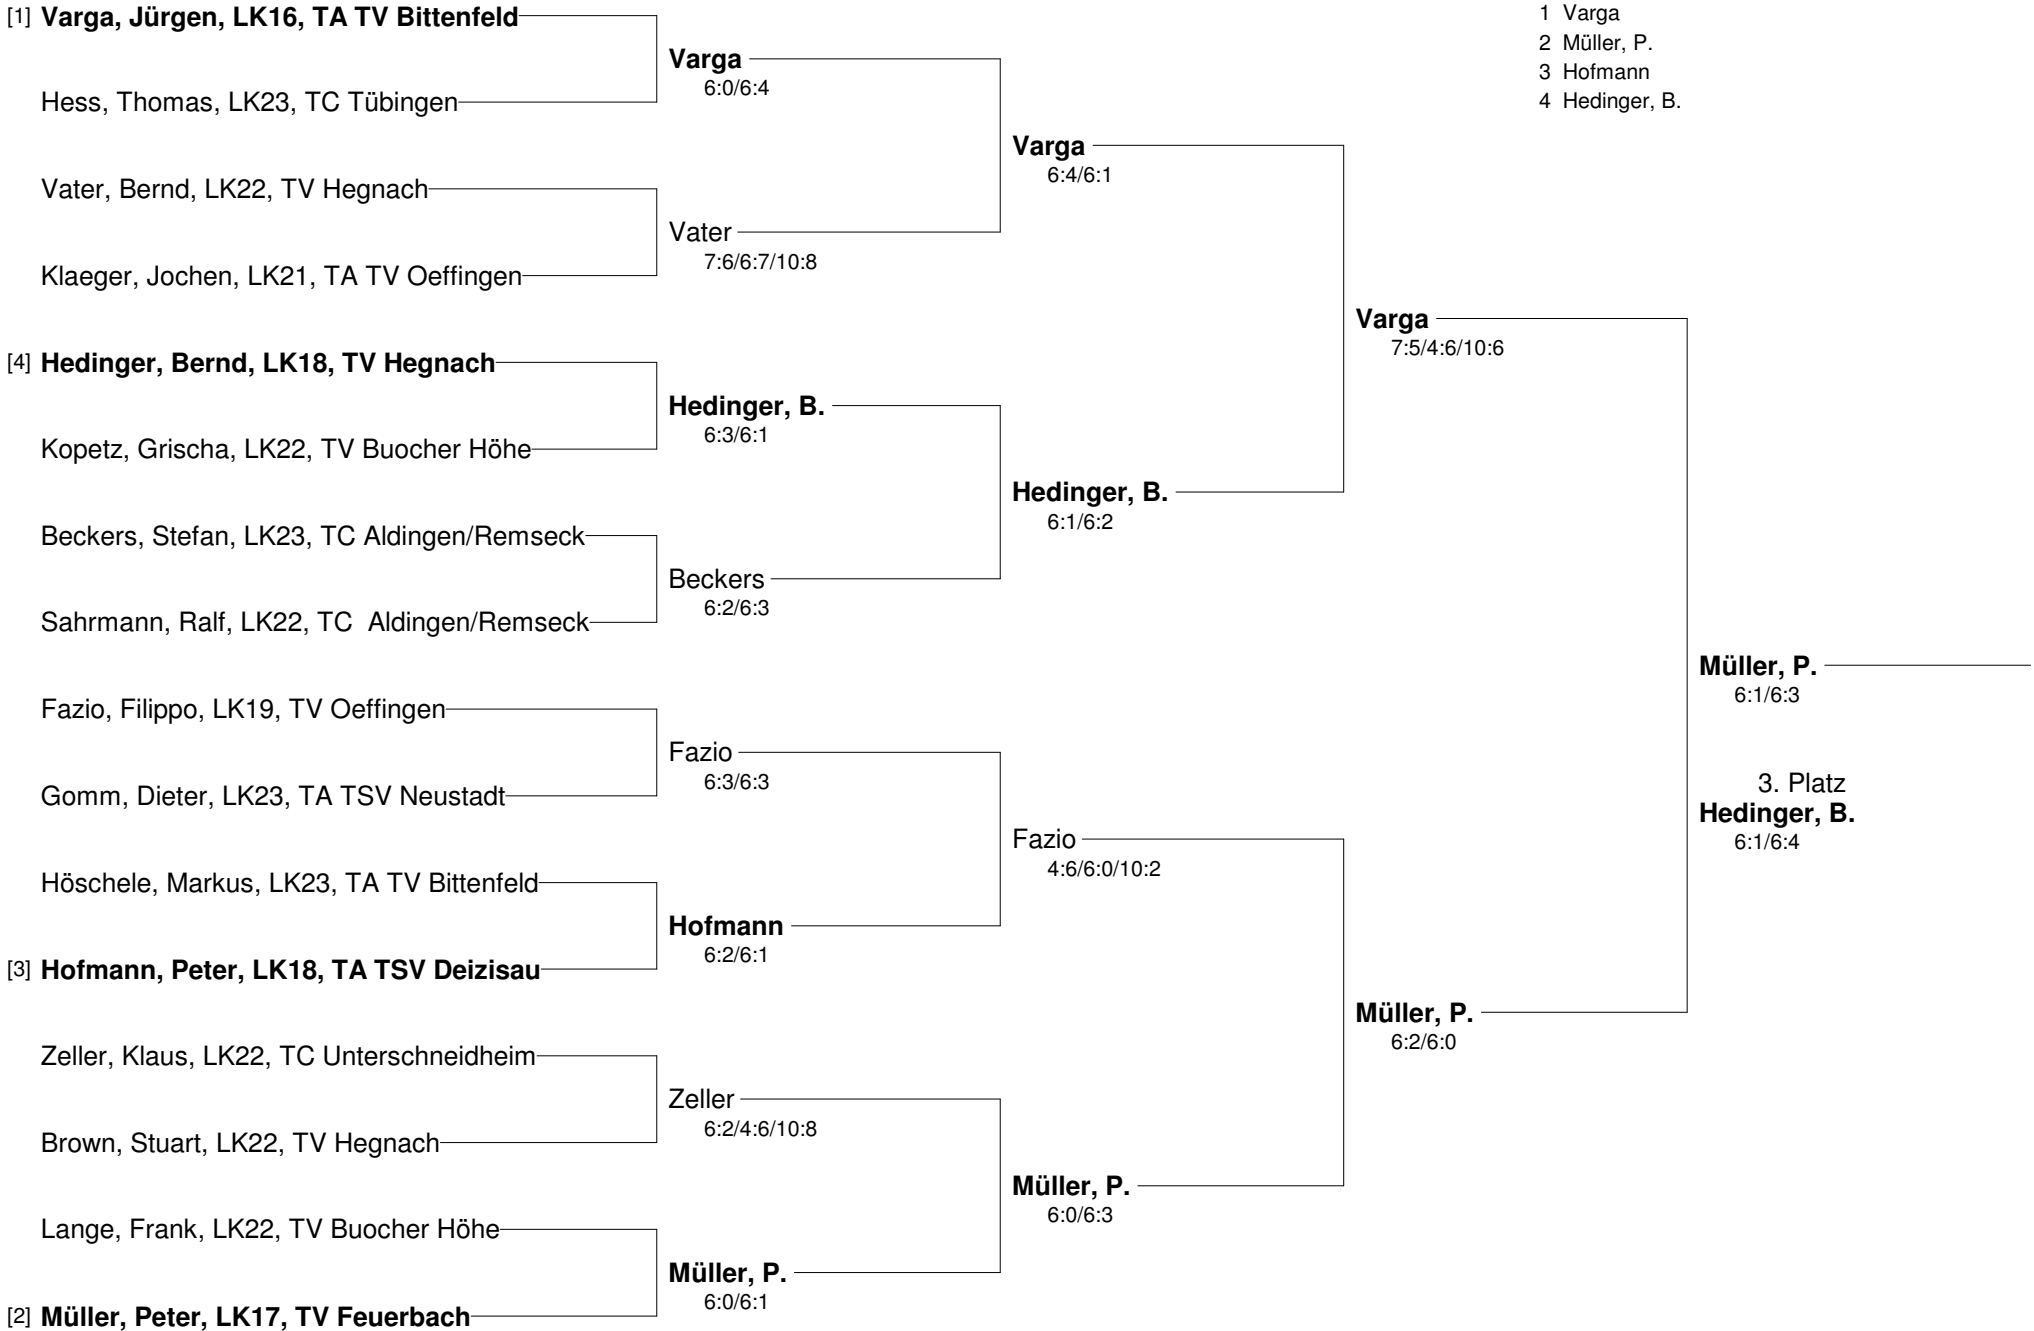 [1] Varga, Jürgen, LK16, TA TV Bittenfeld
Hess, Thomas, LK23, TC Tübingen
Vater, Bernd, LK22, TV Hegnach
Klaeger, Jochen, LK21, TA TV Oeffingen
[4] Hedinger, Bernd, LK18, TV Hegnach
Kopetz, Grischa, LK22, TV Buocher Höhe
Beckers, Stefan, LK23, TC Aldingen/Remseck
Sahrmann, Ralf, LK22, TC  Aldingen/Remseck
Fazio, Filippo, LK19, TV Oeffingen
Gomm, Dieter, LK23, TA TSV Neustadt
Höschele, Markus, LK23, TA TV Bittenfeld
[3] Hofmann, Peter, LK18, TA TSV Deizisau
Zeller, Klaus, LK22, TC Unterschneidheim
Brown, Stuart, LK22, TV Hegnach
Lange, Frank, LK22, TV Buocher Höhe
[2] Müller, Peter, LK17, TV Feuerbach
Varga
6:0/6:4
Vater
7:6/6:7/10:8
Hedinger, B.
6:3/6:1
Beckers
6:2/6:3
Fazio
6:3/6:3
Hofmann
6:2/6:1
Zeller
6:2/4:6/10:8
Müller, P.
6:0/6:1
Varga
6:4/6:1
Hedinger, B.
6:1/6:2
Fazio
4:6/6:0/10:2
Müller, P.
6:0/6:3
Varga
7:5/4:6/10:6
Müller, P.
6:2/6:0
Müller, P.
6:1/6:3
3. Platz
Hedinger, B.
6:1/6:4
1 Varga
2 Müller, P.
3 Hofmann
4 Hedinger, B.